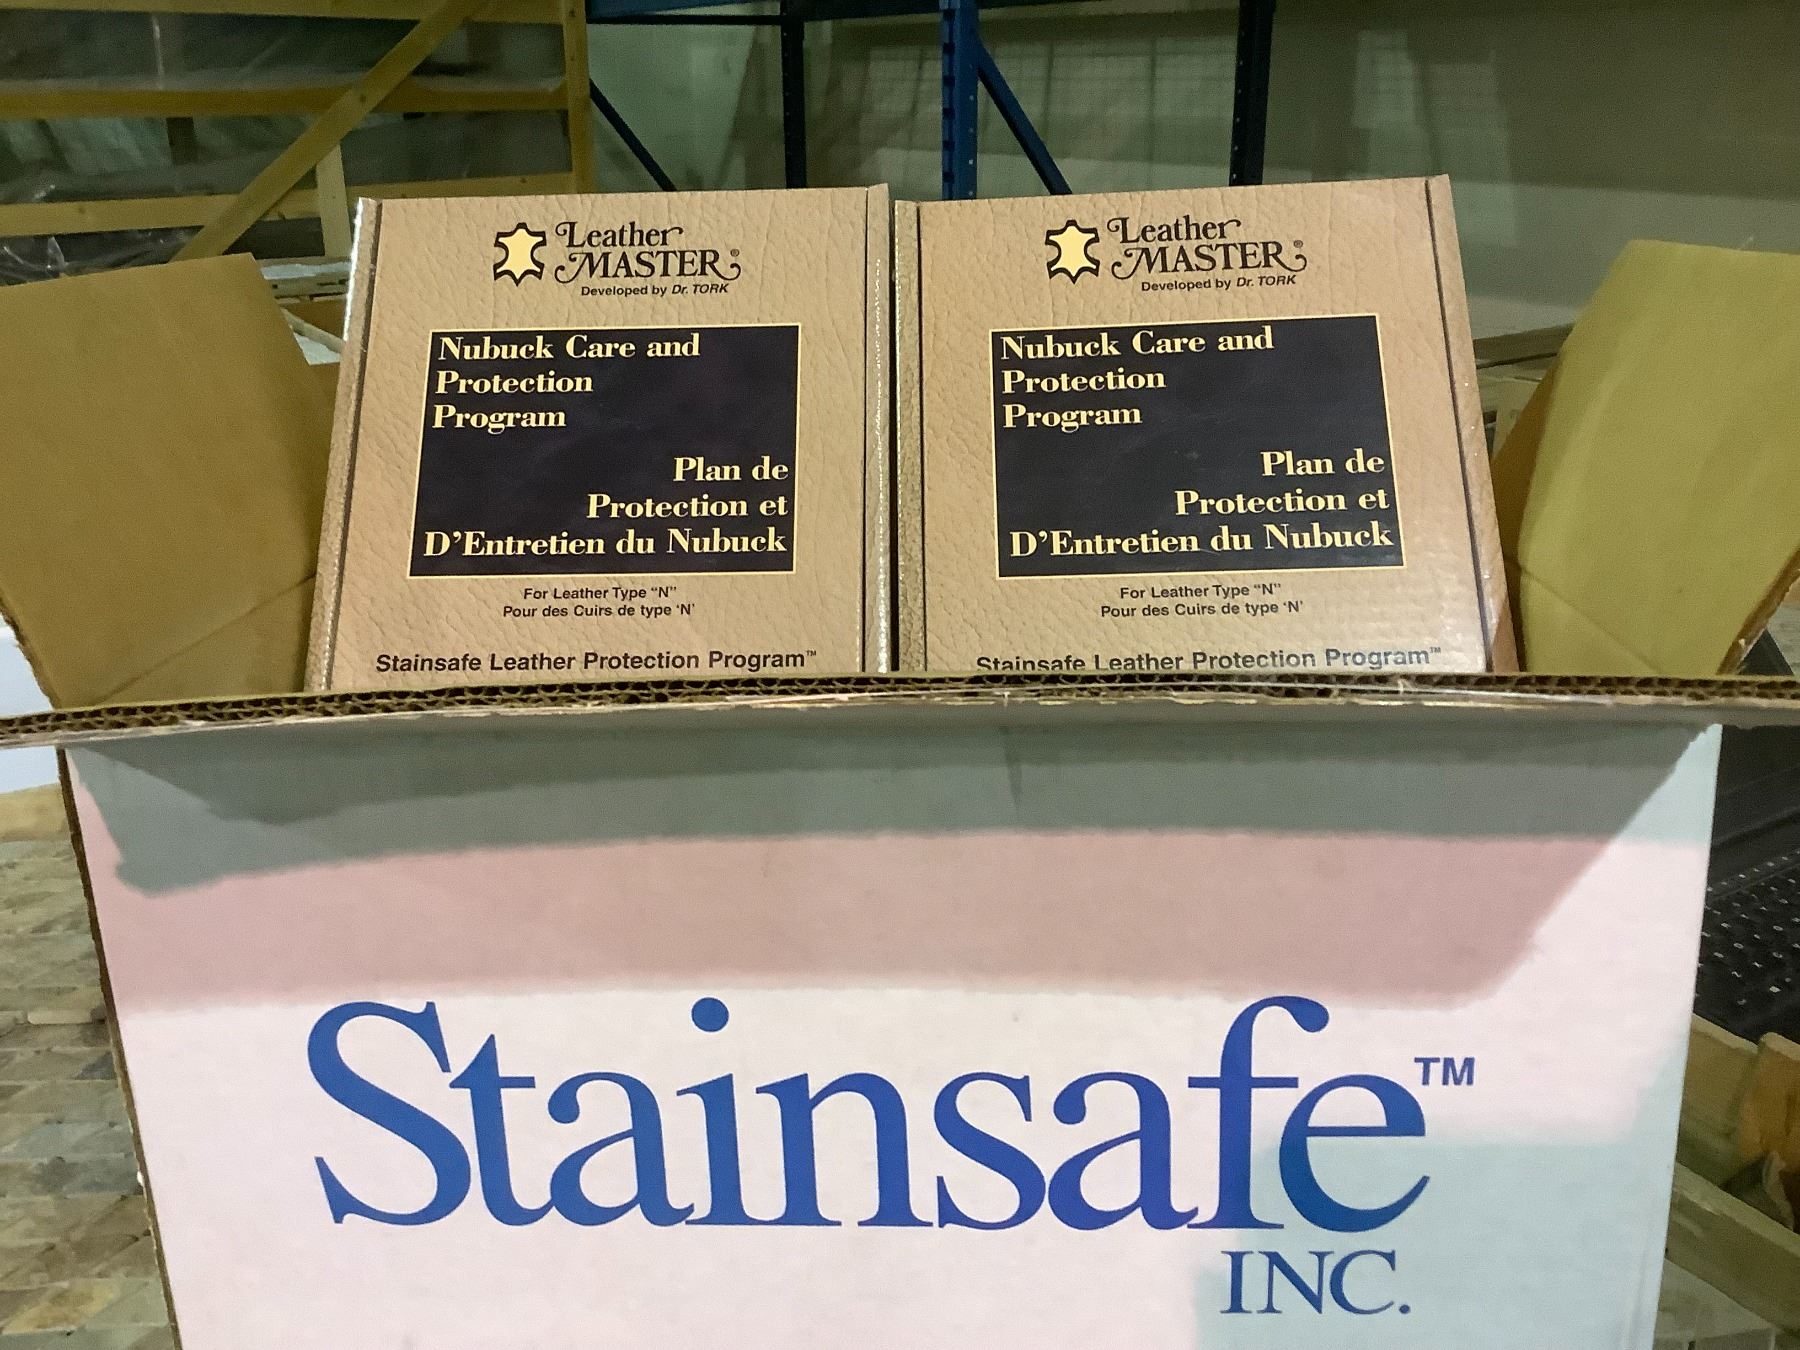 Leather
MASTER®
Developed by Dr. TORK
Nubuck Care and
Protection
Program
Plan de
Protection et
D'Entretien du Nubuck
For Leather Type "N"
Pour des Cuirs de type 'N'
Stainsafe Leather Protection Program™
Leather
MASTER®
Developed by Dr. TORK
Nubuck Care and
Protection
Program
Plan de
Protection et
D'Entretien du Nubuck
For Leather Type "N"
Pour des Cuirs de type 'N'
Stainsafe Leather Protection Program™
Stainsafe™
INC.